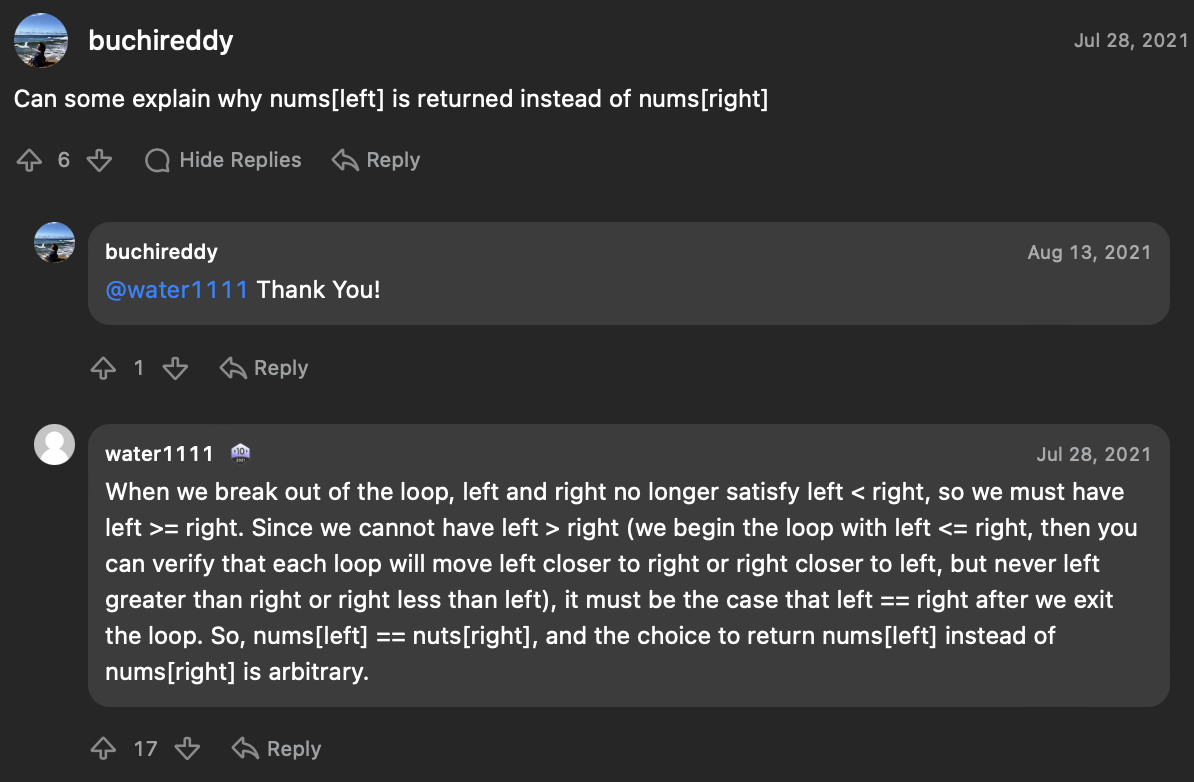 buchireddy
Jul 28, 2021
Can some explain why nums[left] is returned instead of nums[right]
6 Hide Replies Reply
buchireddy
Aug 13, 2021
@water1111 Thank You!
1 Reply
water1111
Jul 28, 2021
When we break out of the loop, left and right no longer satisfy left < right, so we must have
left >= right. Since we cannot have left > right (we begin the loop with left <= right, then you
can verify that each loop will move left closer to right or right closer to left, but never left
greater than right or right less than left), it must be the case that left == right after we exit
the loop. So, nums[left] == nuts[right], and the choice to return nums[left] instead of
nums[right] is arbitrary.
17 Reply